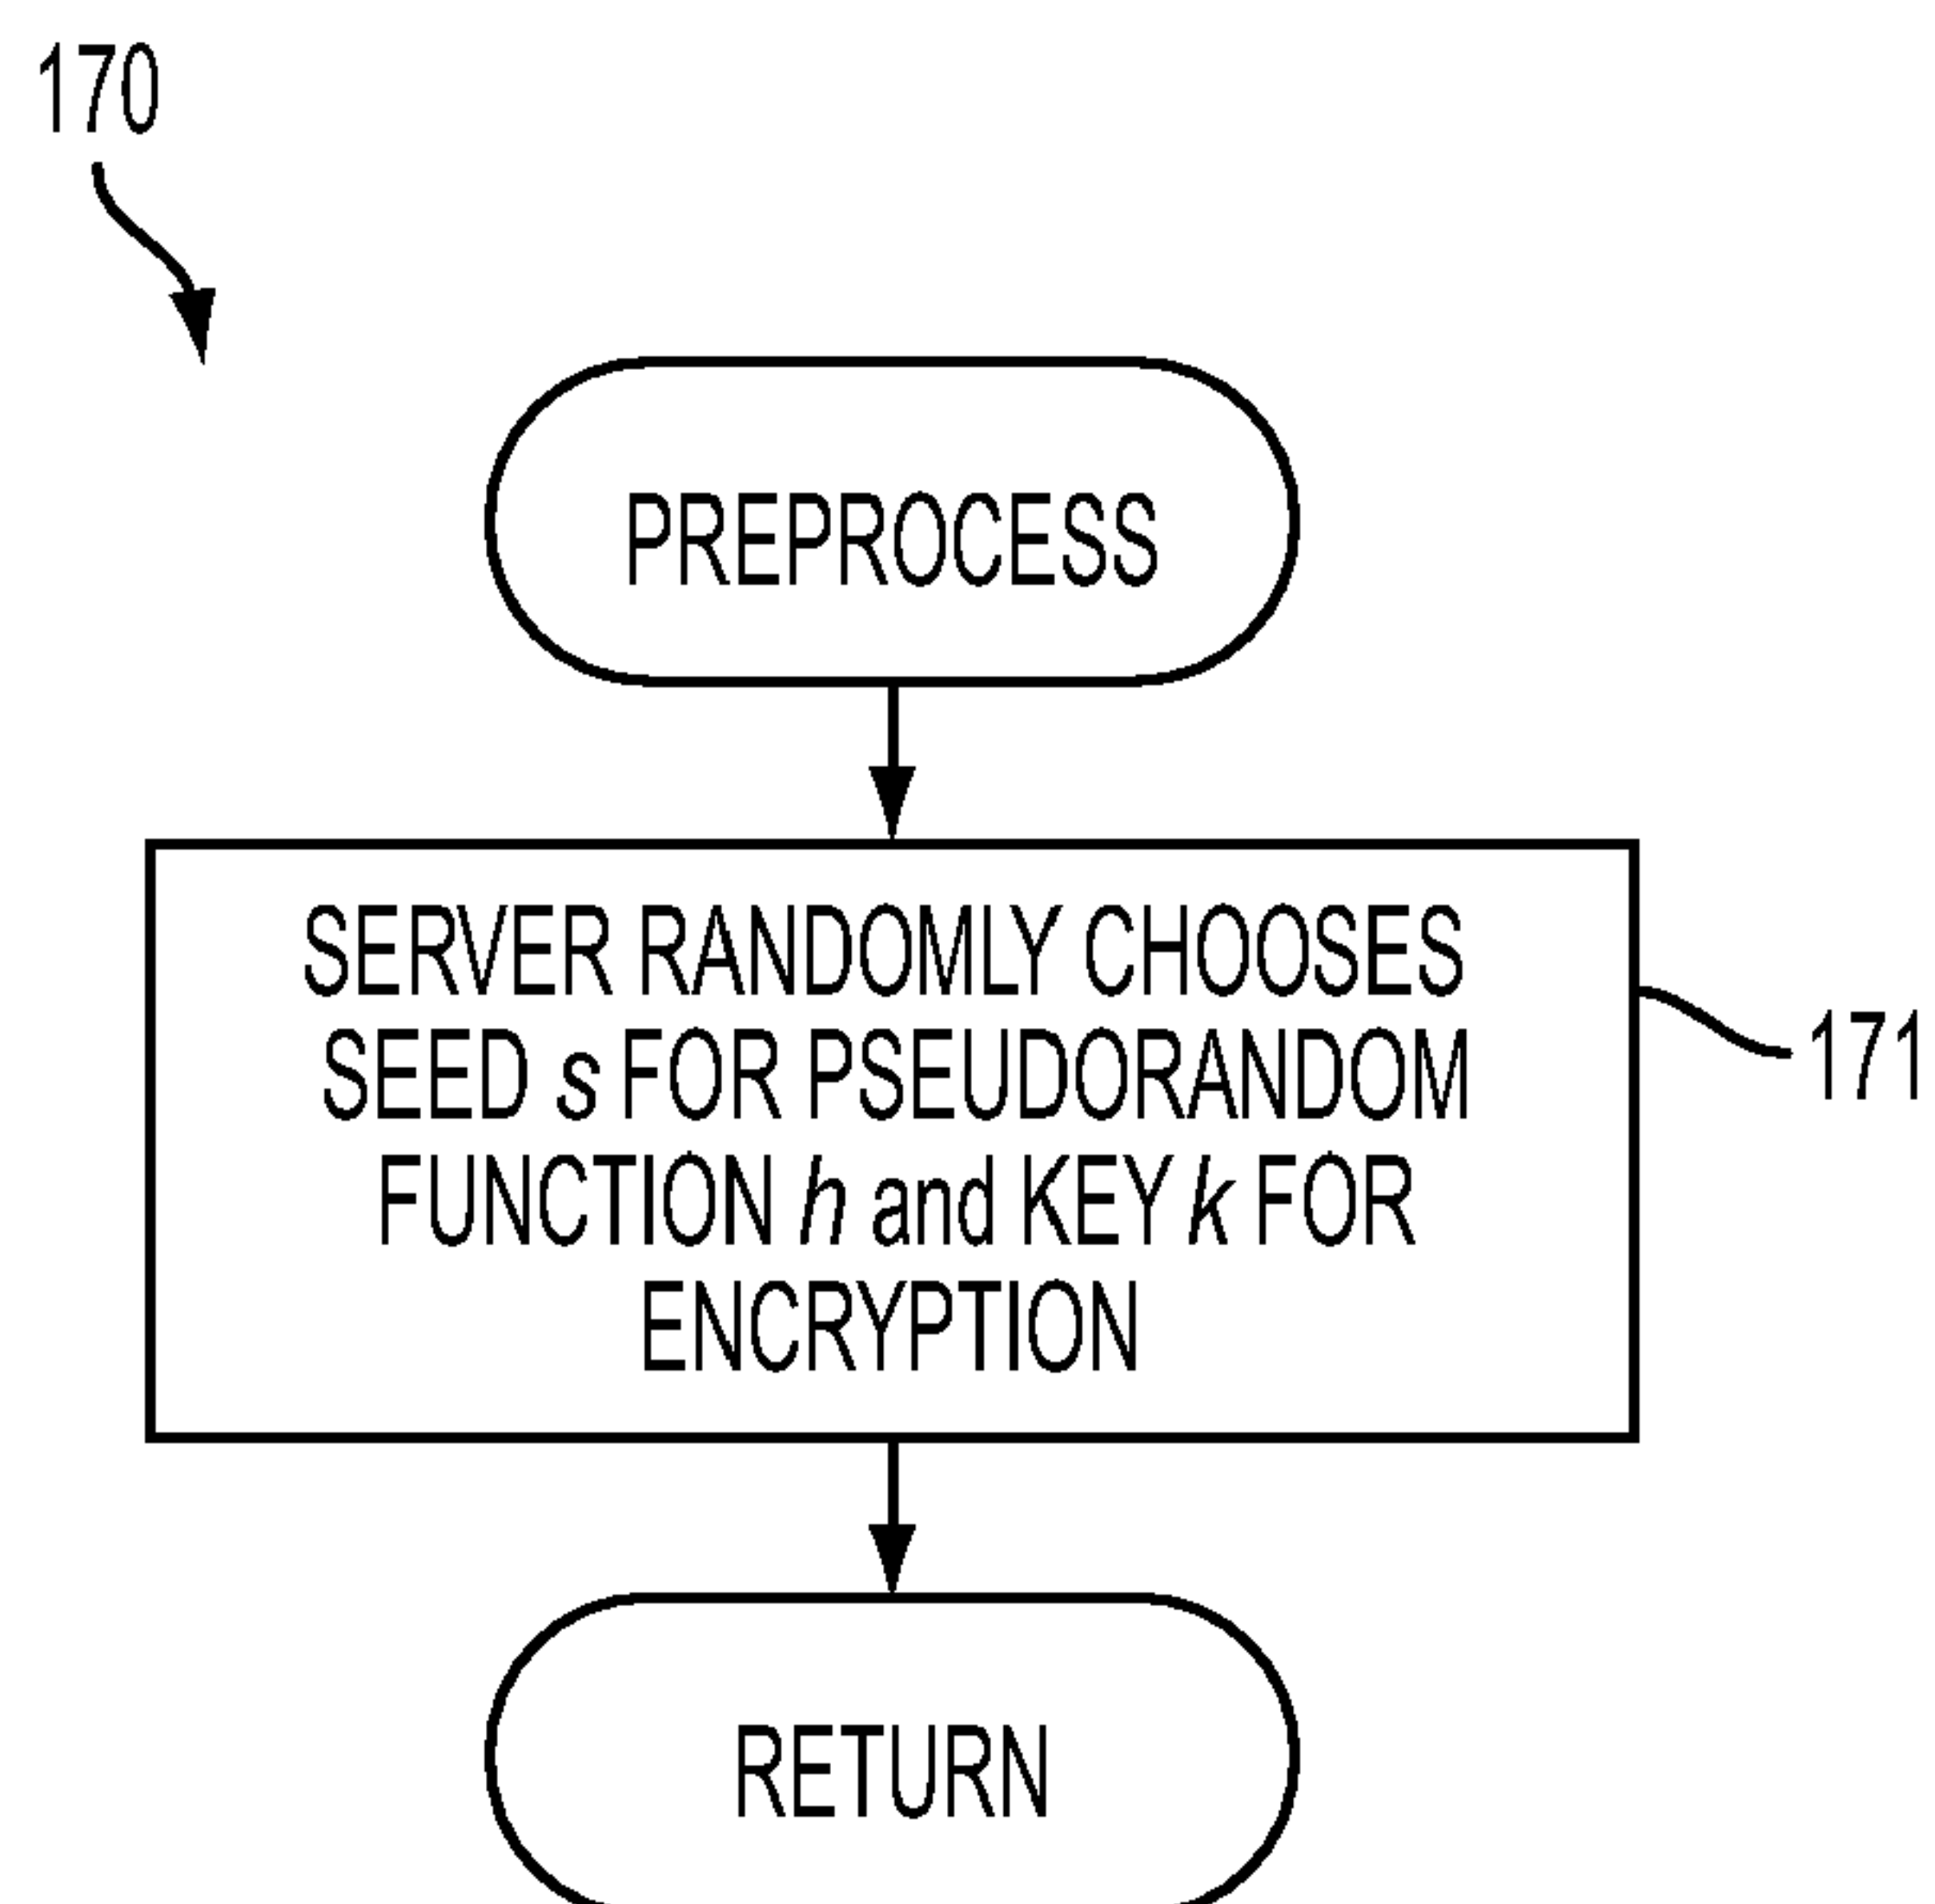 170
PREPROCESS
SERVER RANDOMLY CHOOSES
SEED s FOR PSEUDORANDOM
FUNCTION h and KEY k FOR
ENCRYPTION
171
RETURN